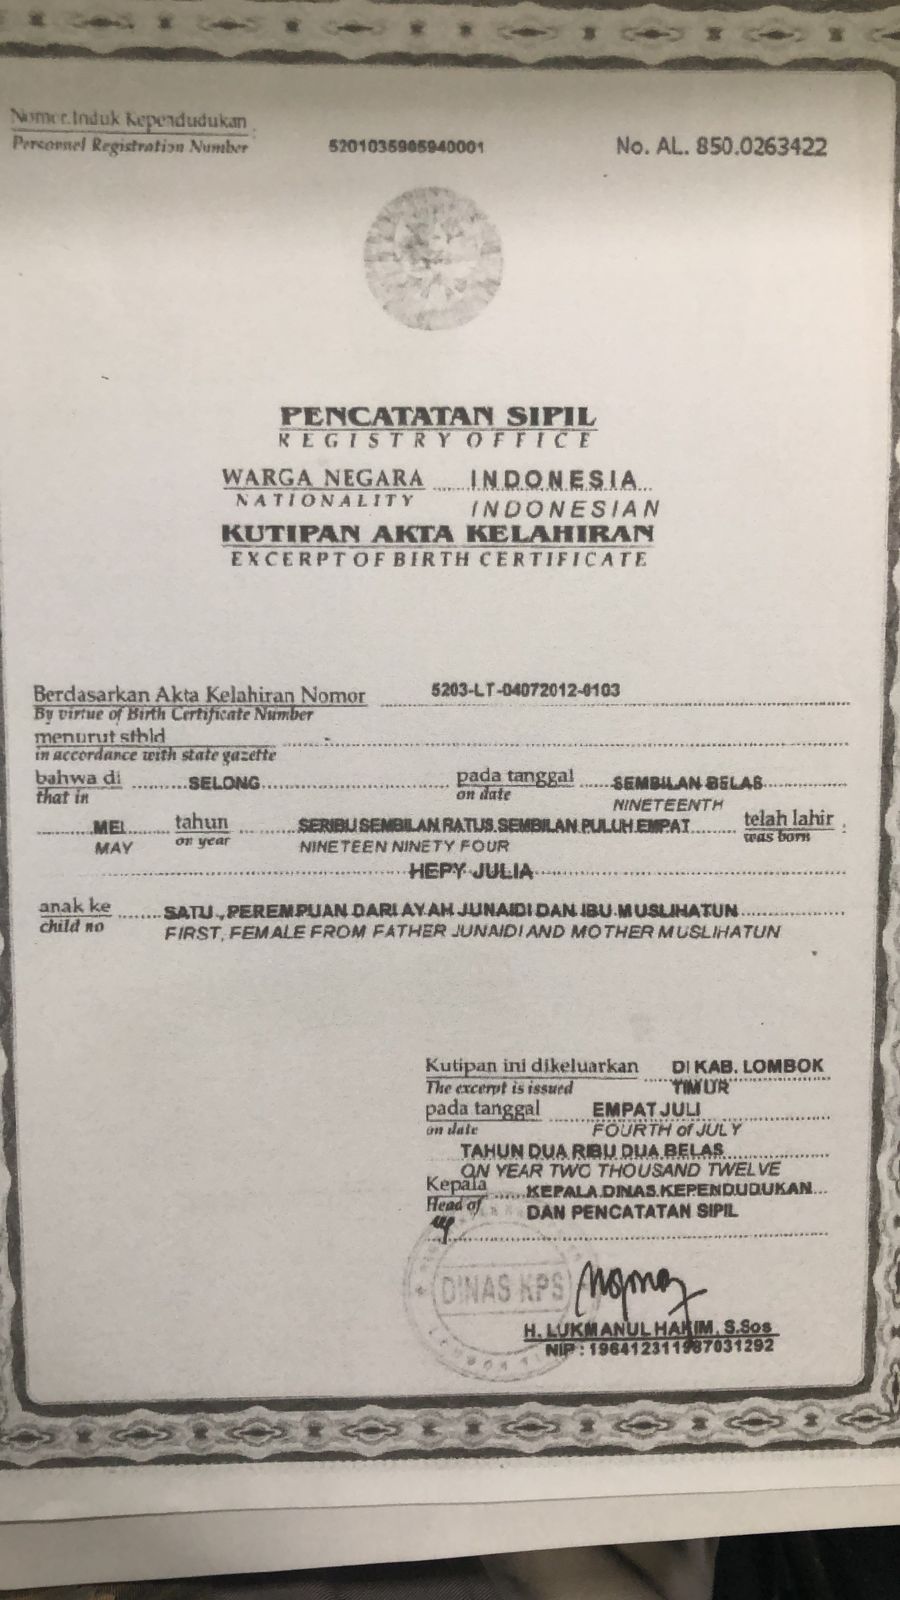 Nomor Induk Kependudukan
Personnel Registration Number 5201035905940001 No. AL. 850.0263422
PENCATATAN SIPIL
REGISTRY OFFICE
WARGA NEGARA INDONESIA
NATIONALITY INDONESIAN
KUTIPAN AKTA KELAHIRAN
EXCERPT OF BIRTH CERTIFICATE
Berdasarkan Akta Kelahiran Nomor 5203-LT-04072012-0103
By virtue of Birth Certificate Number
menurut stbld -
in accordance with state gazette
bahwa di SELONG pada tanggal SEMBILAN BELAS
that in on date NINETEENTH
MEI tahun SERIBU SEMBILAN RATUS SEMBILAN PULUH EMPAT telah lahir :
MAY on year NINETEEN NINETY FOUR was born
HEPY JULIA
anak ke SATU , PEREMPUAN DARI AYAH JUNAIDI DAN IBU MUSLIHATUN
child no FIRST, FEMALE FROM FATHER JUNAIDI AND MOTHER MUSLIHATUN
Kutipan ini dikeluarkan DI KAB. LOMBOK
The excerpt is issued TIMUR
pada tanggal EMPAT JULI
on date FOURTH of JULY
TAHUN DUA RIBU DUA BELAS
ON YEAR TWO THOUSAND TWELVE
Kepala KEPALA DINAS KEPENDUDUKAN
Head of DAN PENCATATAN SIPIL
DINAS KPS
H. LUKMANUL HAKIM, S.Sos
NIP : 196412311987031292